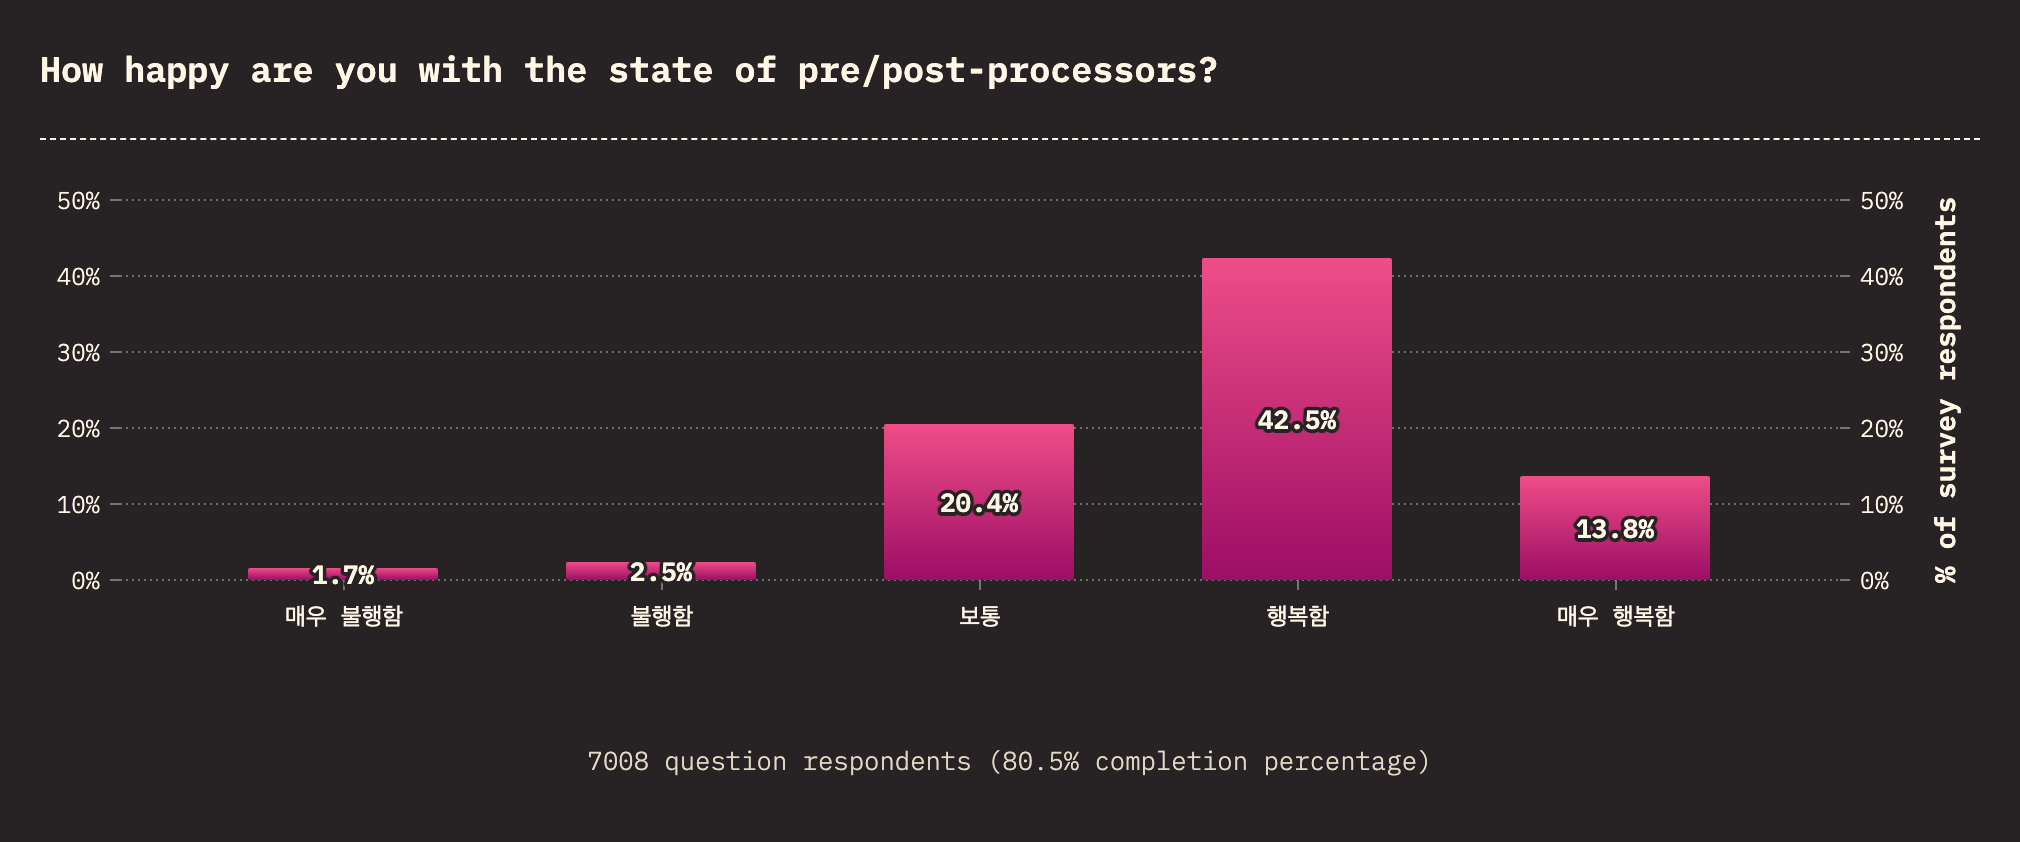 How happy are you with the state of pre/post-processors?
50%
40%
30%
20%
10%
0%
50%
40%
30%
20%
10%
0%
% of survey respondents
1.7%
2.5%
20.4%
42.5%
13.8%
매우 불행함
불행함
보통
행복함
매우 행복함
7008 question respondents (80.5% completion percentage)